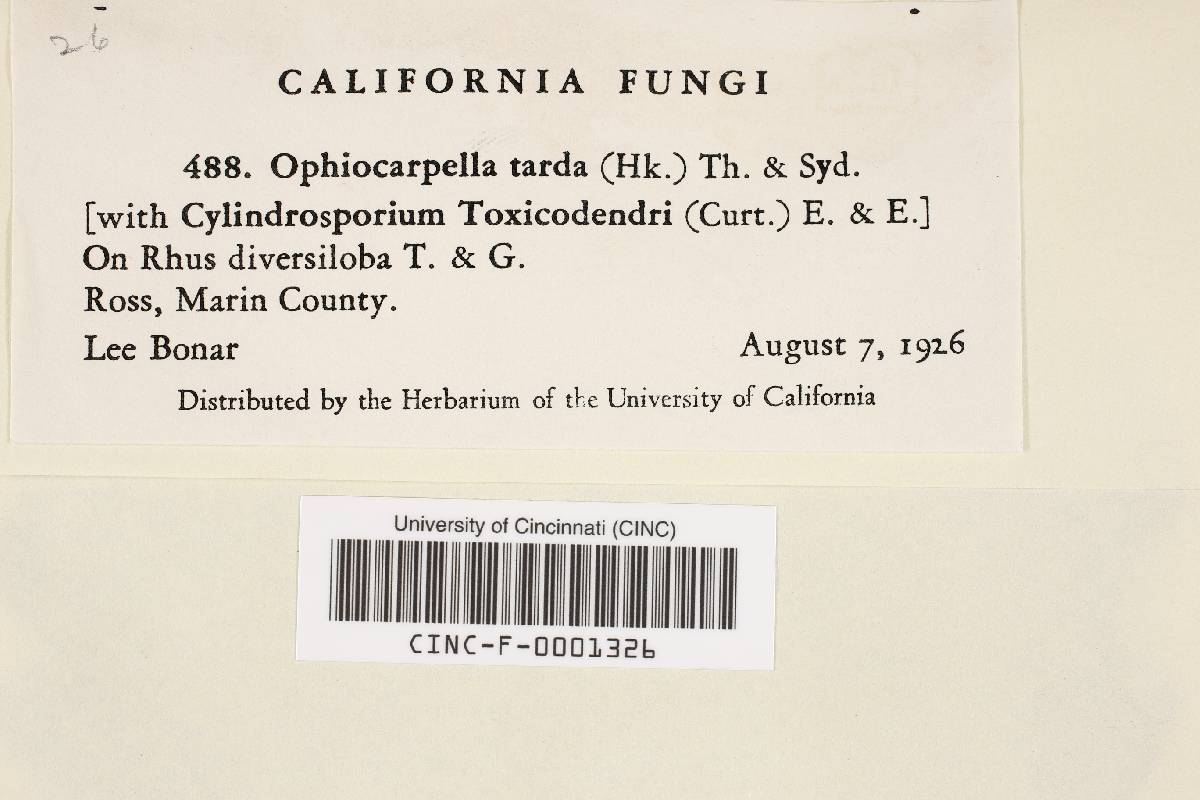 26
CALIFORNIA FUNGI
488. Ophiocarpella tarda (Hk.) Th. & Syd.
[with Cylindrosporium Toxicodendri (Curt.) E. & E.]
On Rhus diversiloba T. & G.
Ross, Marin County.
Lee Bonar August 7, 1926
Distributed by the Herbarium of the University of California
University of Cincinnati (CINC)
CINC-F-0001326